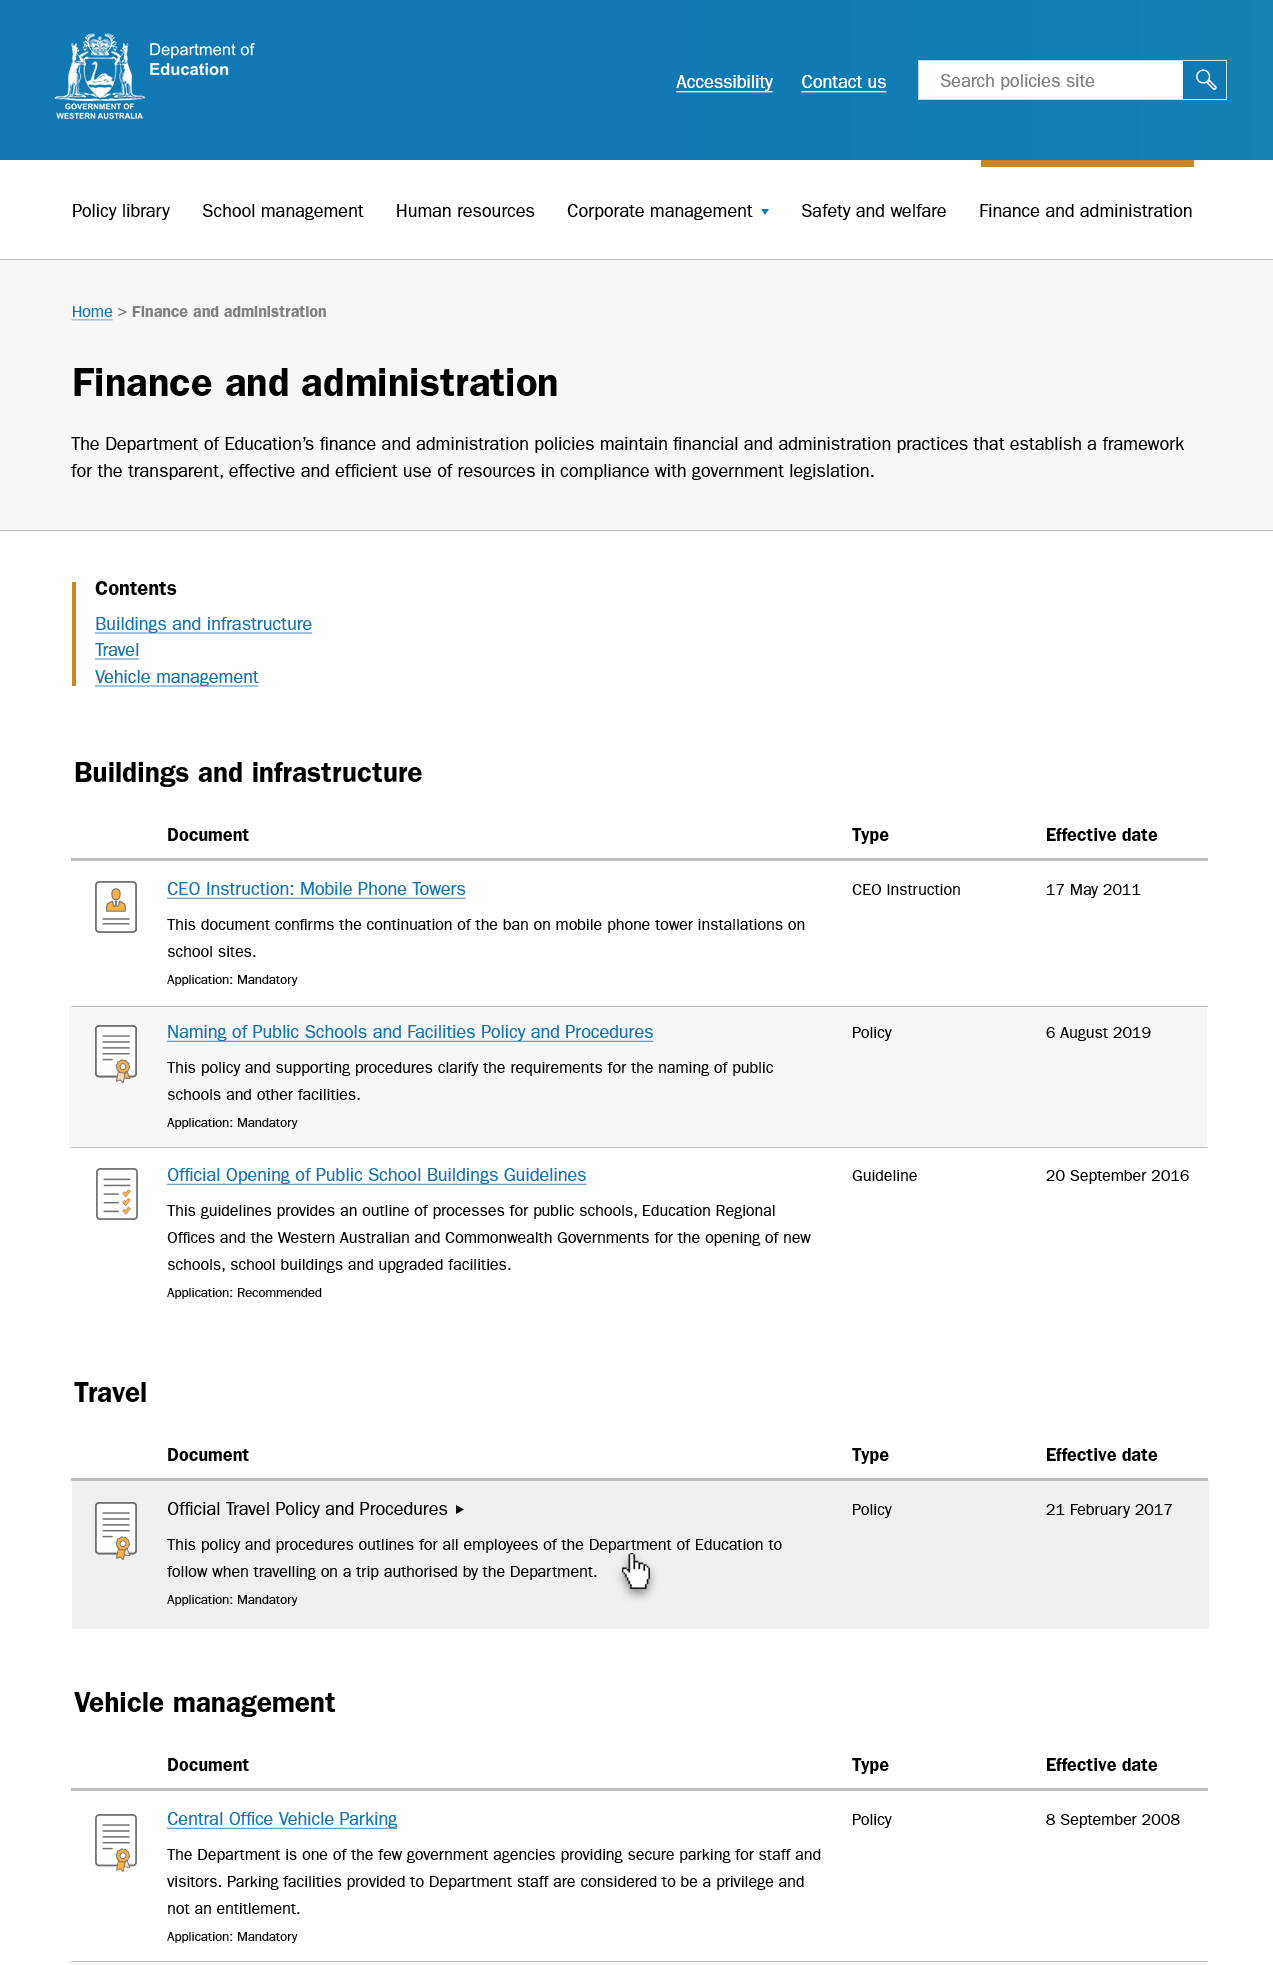 Department of
Education
GOVERNMENT OF
WESTERN AUSTRALIA
Accessibility
Contact us
Search policies site
Policy library
School management
Human resources
Corporate management
Safety and welfare
Finance and administration
Home > Finance and administration
Finance and administration
The Department of Education’s finance and administration policies maintain financial and administration practices that establish a framework
for the transparent, effective and efficient use of resources in compliance with government legislation.
Contents
Buildings and infrastructure
Travel
Vehicle management
Buildings and infrastructure
Document Type Effective date
CEO Instruction: Mobile Phone Towers CEO Instruction 17 May 2011
This document confirms the continuation of the ban on mobile phone tower installations on
school sites.
Application: Mandatory
Naming of Public Schools and Facilities Policy and Procedures Policy 6 August 2019
This policy and supporting procedures clarify the requirements for the naming of public
schools and other facilities.
Application: Mandatory
Official Opening of Public School Buildings Guidelines Guideline 20 September 2016
This guidelines provides an outline of processes for public schools, Education Regional
Offices and the Western Australian and Commonwealth Governments for the opening of new
schools, school buildings and upgraded facilities.
Application: Recommended
Travel
Document Type Effective date
Official Travel Policy and Procedures Policy 21 February 2017
This policy and procedures outlines for all employees of the Department of Education to
follow when travelling on a trip authorised by the Department.
Application: Mandatory
Vehicle management
Document Type Effective date
Central Office Vehicle Parking Policy 8 September 2008
The Department is one of the few government agencies providing secure parking for staff and
visitors. Parking facilities provided to Department staff are considered to be a privilege and
not an entitlement.
Application: Mandatory